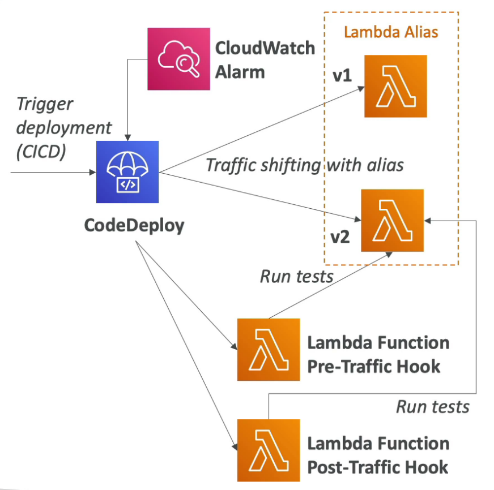 Lambda Alias
CloudWatch
Alarm
v1
Trigger
deployment
(CICD)
Traffic shifting with alias
CodeDeploy
v2
Run tests
Lambda Function
Pre-Traffic Hook
Run tests
Lambda Function
Post-Traffic Hook